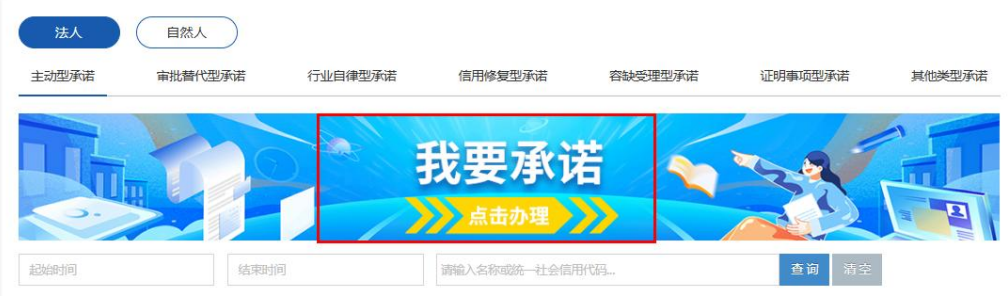 法人 自然人
主动型承诺 审批替代型承诺 行业自律型承诺 信用修复型承诺 容缺受理型承诺 证明事项型承诺 其他类型承诺
我要承诺
点击办理
起始时间 结束时间 请输入名称或统一社会信用代码... 查询 清空